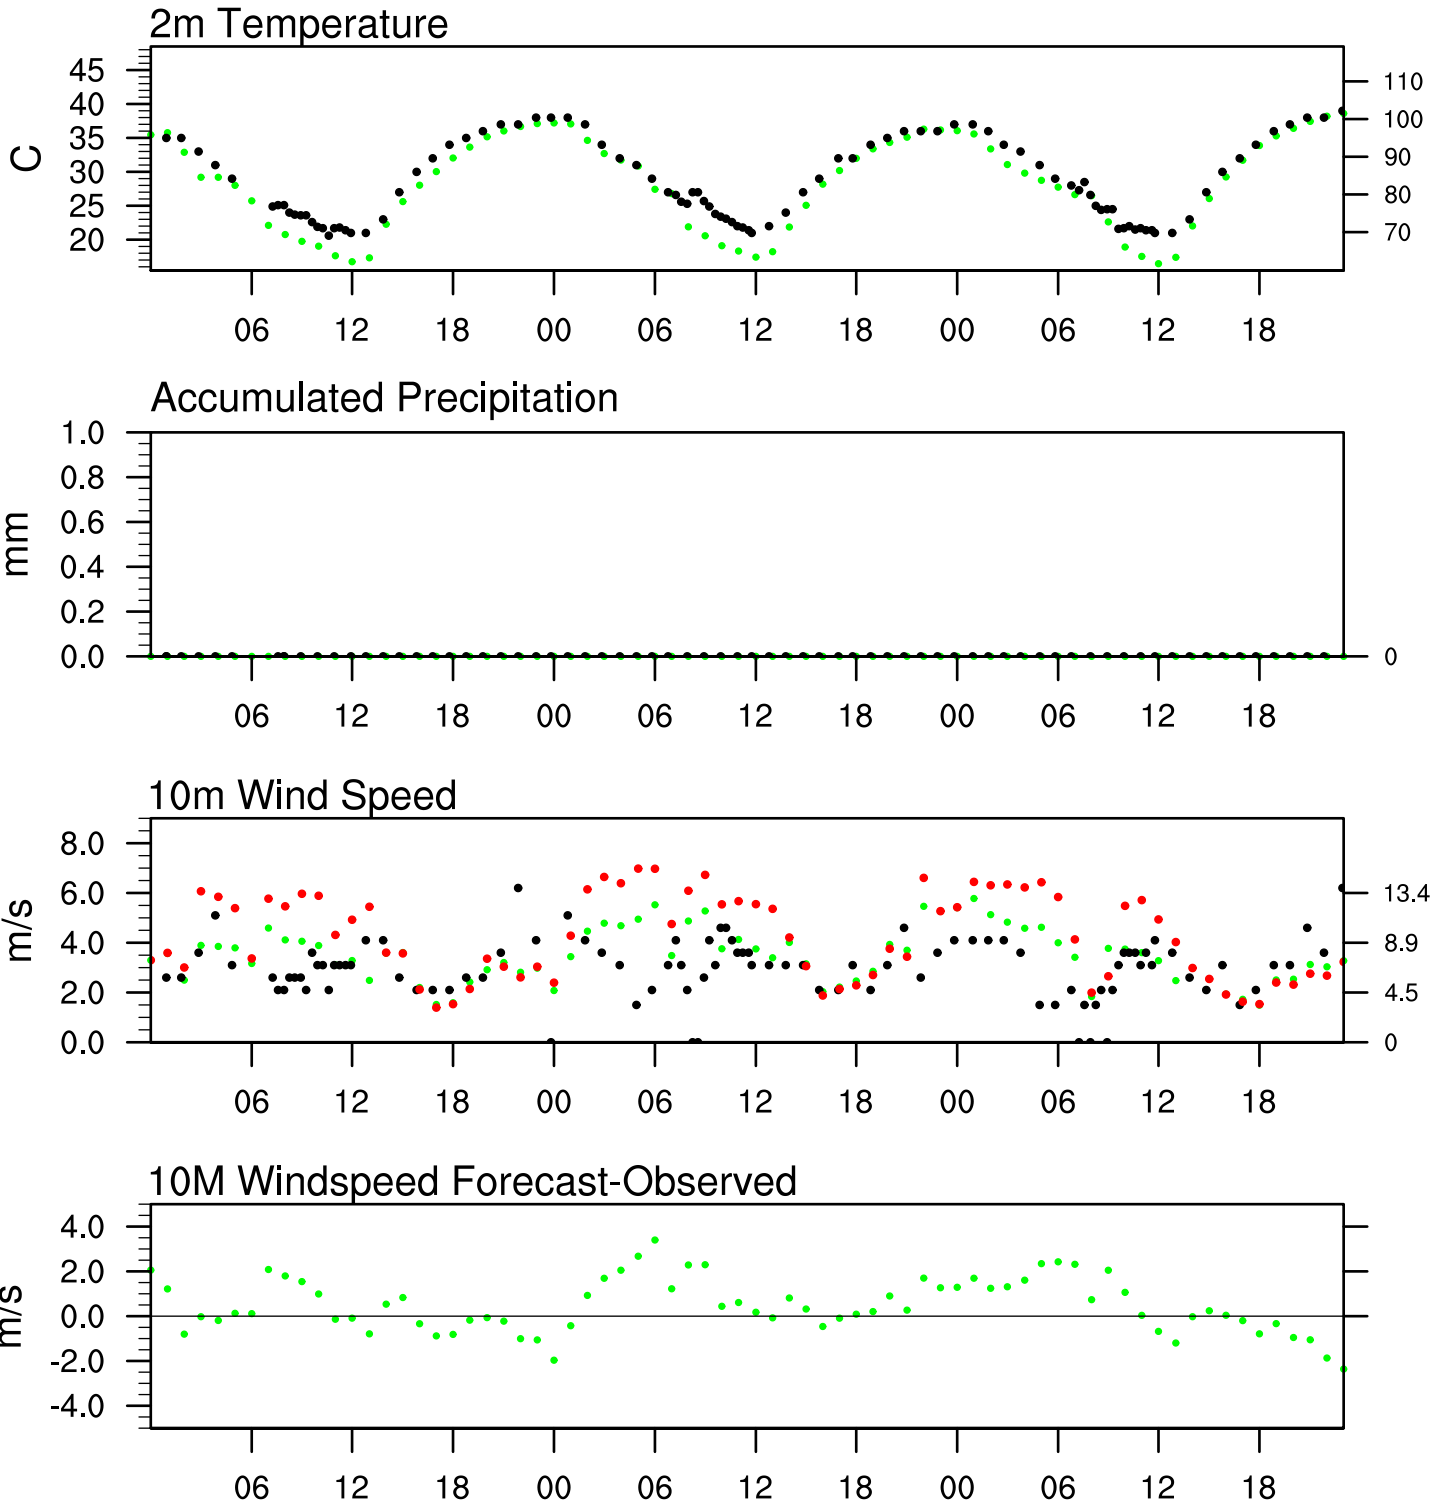 2m Temperature
45
40
35
30
25
20
C
110
100
90
80
70
06 12 18 00 06 12 18 00 06 12 18
Accumulated Precipitation
1.0
0.8
0.6
0.4
0.2
0.0
mm
0
06 12 18 00 06 12 18 00 06 12 18
10m Wind Speed
8.0
6.0
4.0
2.0
0.0
m/s
13.4
8.9
4.5
0
06 12 18 00 06 12 18 00 06 12 18
10M Windspeed Forecast-Observed
4.0
2.0
0.0
-2.0
-4.0
m/s
06 12 18 00 06 12 18 00 06 12 18